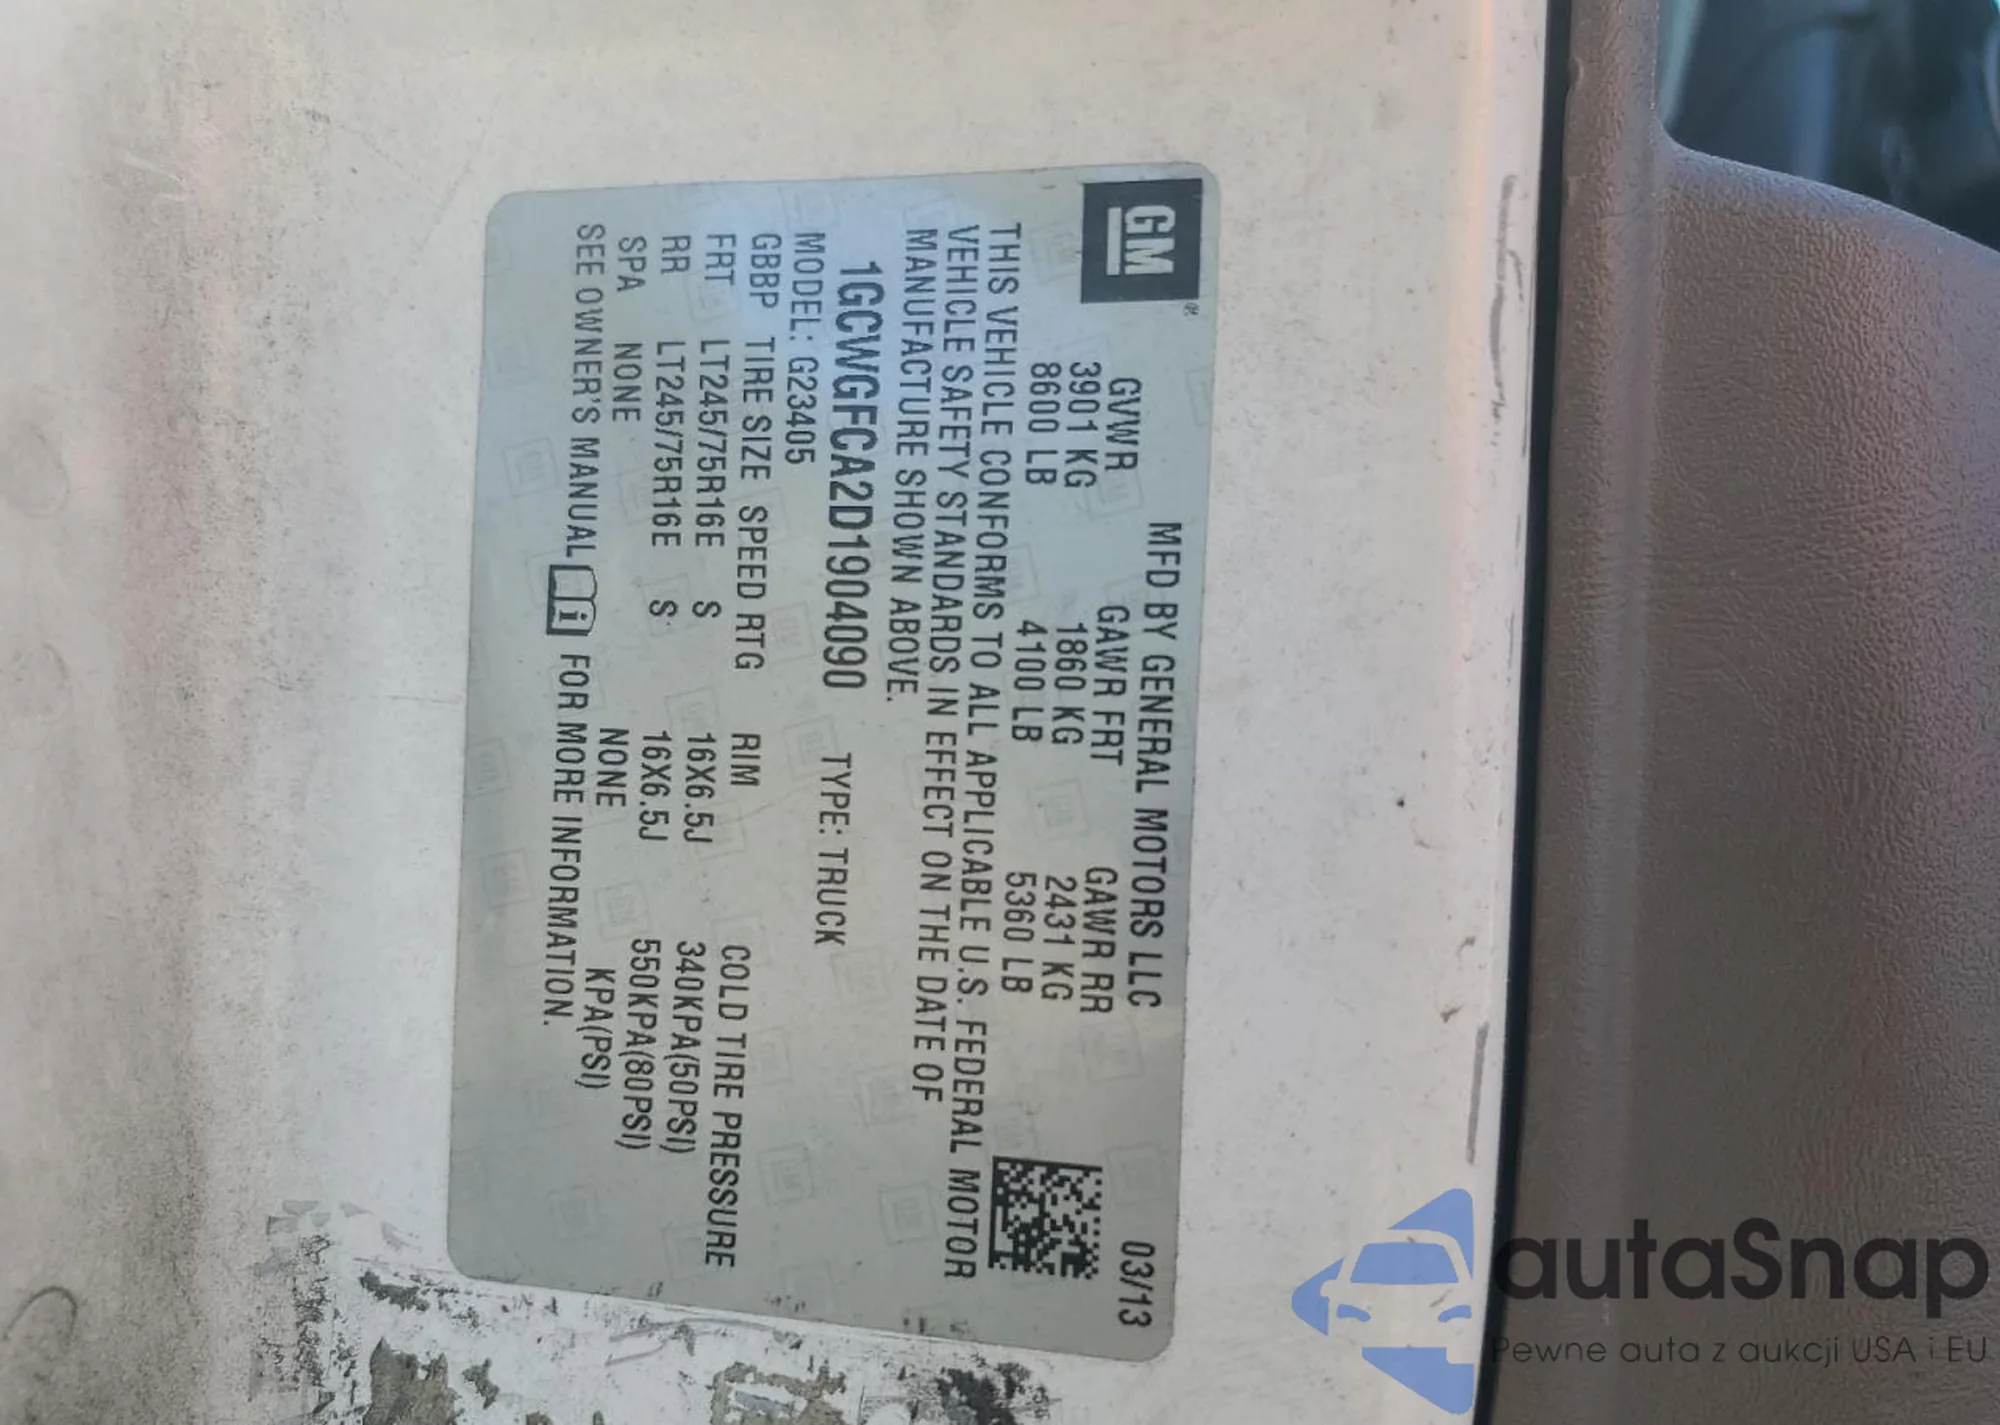 GM
MFD BY GENERAL MOTORS LLC 03/13
GVWR GAWR FRT GAWR RR
3901 KG 1860 KG 2431 KG
8600 LB 4100 LB 5360 LB
THIS VEHICLE CONFORMS TO ALL APPLICABLE U.S. FEDERAL MOTOR
VEHICLE SAFETY STANDARDS IN EFFECT ON THE DATE OF
MANUFACTURE SHOWN ABOVE.
1GCWGFCA2D1904090 TYPE: TRUCK
MODEL: G23405
GBBP TIRE SIZE SPEED RTG RIM COLD TIRE PRESSURE
FRT LT245/75R16E S 16X6.5J 340KPA(50PSI)
RR LT245/75R16E S 16X6.5J 550KPA(80PSI)
SPA NONE NONE KPA(PSI)
SEE OWNER'S MANUAL i FOR MORE INFORMATION.
autaSnap
Pewne auta z aukcji USA i EU